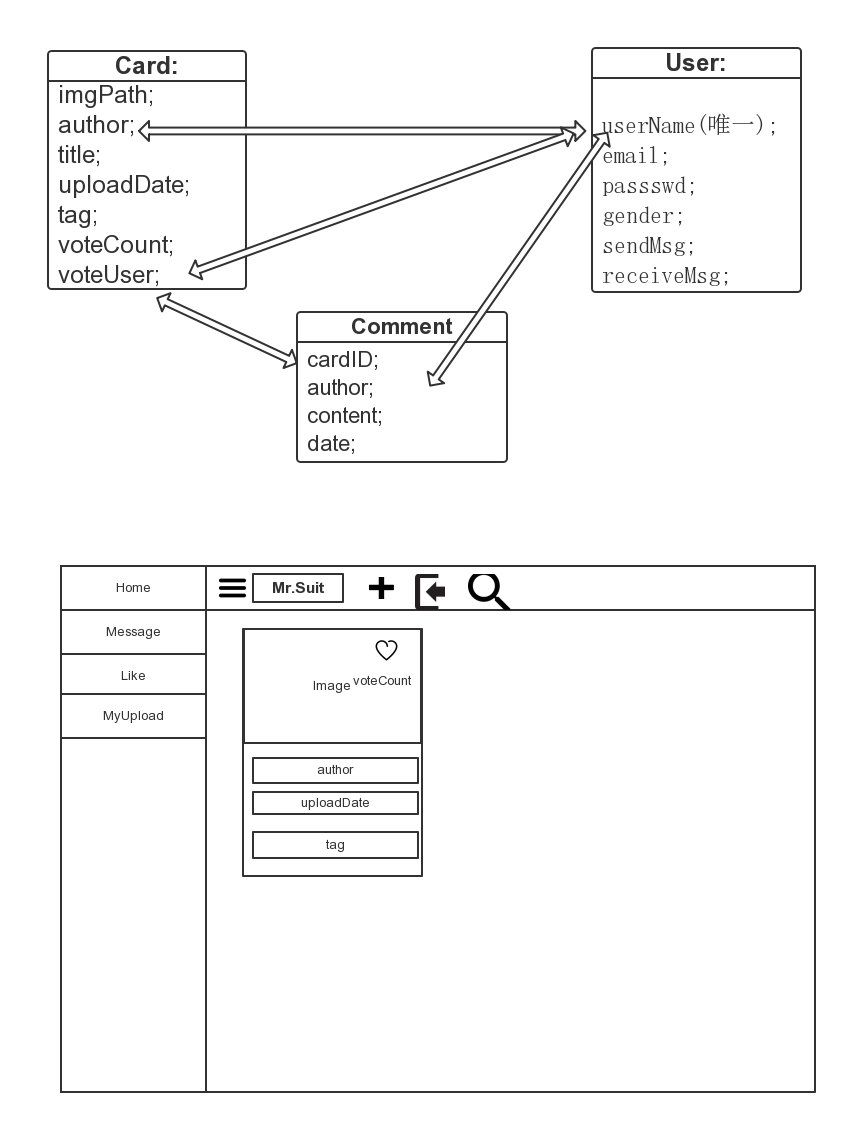 Card:
imgPath;
author;
title;
uploadDate;
tag;
voteCount;
voteUser;
User:
userName(唯一);
email;
passswd;
gender;
sendMsg;
receiveMsg;
Comment
cardID;
author;
content;
date;
Home
Message
Like
MyUpload
Mr.Suit
Image
voteCount
author
uploadDate
tag